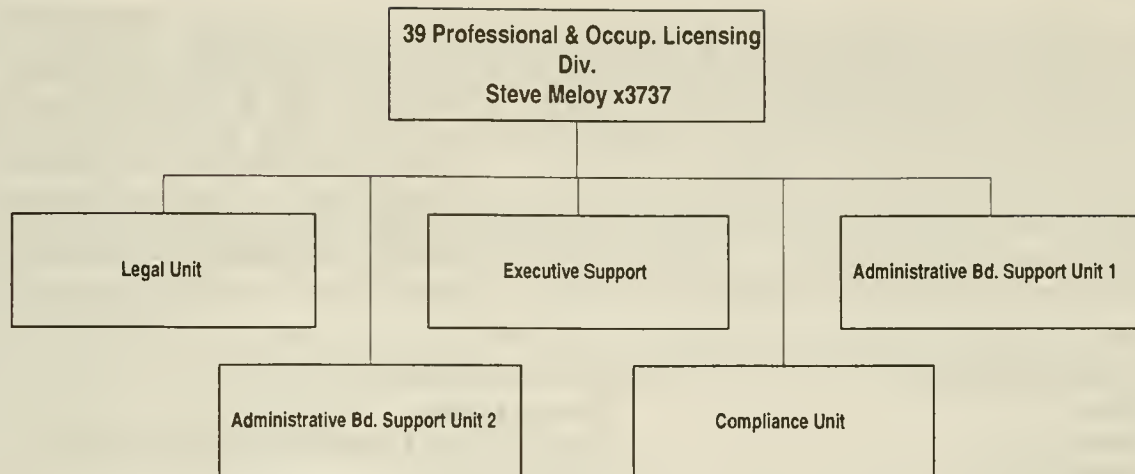 39 Professional & Occup. Licensing
Div.
Steve Meloy x3737
Legal Unit
Executive Support
Administrative Bd. Support Unit 1
Administrative Bd. Support Unit 2
Compliance Unit